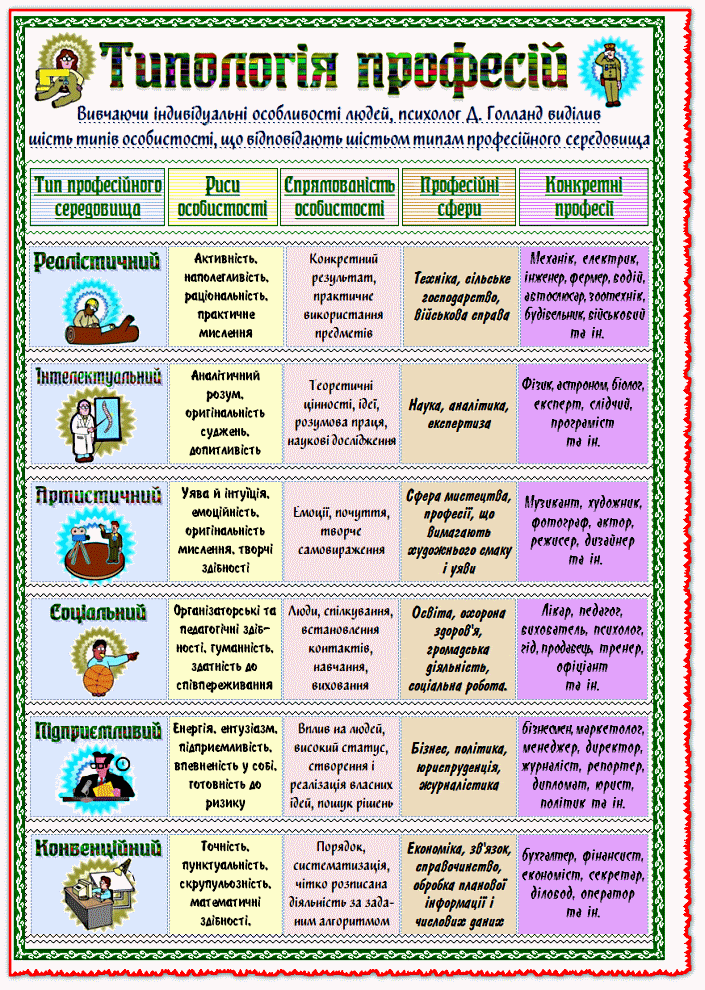 Типологія професій
Вивчаючи індивідуальні особливості людей, психолог Д. Голланд виділив
шість типів особистості, що відповідають шістьом типам професійного середовища
Тип професійного
середовища
Риси
особистості
Спрямованість
особистості
Професійні
сфери
Конкретні
професії
Реалістичний
Активність,
наполегливість,
раціональність,
практичне
мислення
Конкретний
результат,
практичне
використання
предметів
Техніка, сільське
господарство,
військова справа
Механік, електрик,
інженер, фермер, водій,
автослюсар, зоотехнік,
будівельник, військовий
та ін.
Інтелектуальний
Аналітичний
розум,
оригінальність
суджень,
допитливість
Теоретичні
цінності, ідеї,
розумова праця,
наукові дослідження
Наука, аналітика,
експертиза
Фізик, астроном, біолог,
експерт, слідчий,
програміст
та ін.
Артистичний
Уява й інтуїція,
емоційність,
оригінальність
мислення, творчі
здібності
Емоції, почуття,
творче
самовираження
Сфера мистецтва,
професії, що
вимагають
художнього смаку
і уяви
Музикант, художник,
фотограф, актор,
режисер, дизайнер
та ін.
Соціальний
Організаторські та
педагогічні здіб-
ності, гуманність,
здатність до
співпереживання
Люди, спілкування,
встановлення
контактів,
навчання,
виховання
Освіта, охорона
здоров'я,
громадська
діяльність,
соціальна робота.
Лікар, педагог,
вихователь, психолог,
гід, продавець, тренер,
офіціант
та ін.
Підприємливий
Енергія, ентузіазм,
підприємливість,
впевненість у собі,
готовність до
ризику
Вплив на людей,
високий статус,
створення і
реалізація власних
ідей, пошук рішень
Бізнес, політика,
юриспруденція,
журналістика
бізнесмен, маркетолог,
менеджер, директор,
журналіст, репортер,
дипломат, юрист,
політик та ін.
Конвенційний
Точність,
пунктуальність,
скрупульозність,
математичні
здібності.
Порядок,
систематизація,
чітко розписана
діяльність за зада-
ним алгоритмом
Економіка, зв'язок,
справочинство,
обробка планової
інформації і
числових даних
бухгалтер, фінансист,
економіст, секретар,
діловод, оператор
та ін.